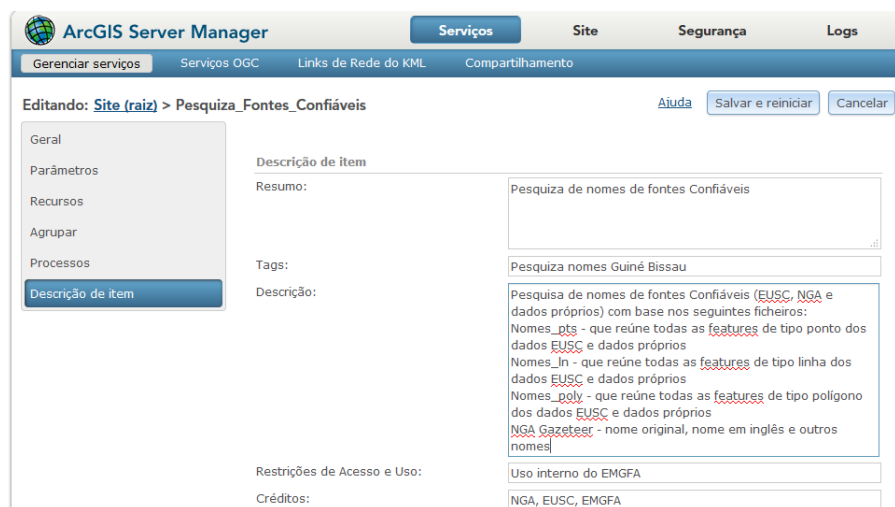 ArcGIS Server Manager
Serviços Site Segurança Logs
Gerenciar serviços Serviços OGC Links de Rede do KML Compartilhamento
Editando: Site (raiz) > Pesquiza_Fontes_Confiáveis Ajuda Salvar e reiniciar Cancelar
Geral
Parâmetros
Recursos
Agrupar
Processos
Descrição de item
Descrição de item
Resumo: Pesquiza de nomes de fontes Confiáveis
Tags: Pesquiza nomes Guiné Bissau
Descrição: Pesquisa de nomes de fontes Confiáveis (EUSC, NGA e
dados próprios) com base nos seguintes ficheiros:
Nomes_pts - que reúne todas as features de tipo ponto dos
dados EUSC e dados próprios
Nomes_ln - que reúne todas as features de tipo linha dos
dados EUSC e dados próprios
Nomes_poly - que reúne todas as features de tipo polígono
dos dados EUSC e dados próprios
NGA Gazeteer - nome original, nome em inglês e outros
nomes
Restrições de Acesso e Uso: Uso interno do EMGFA
Créditos: NGA, EUSC, EMGFA